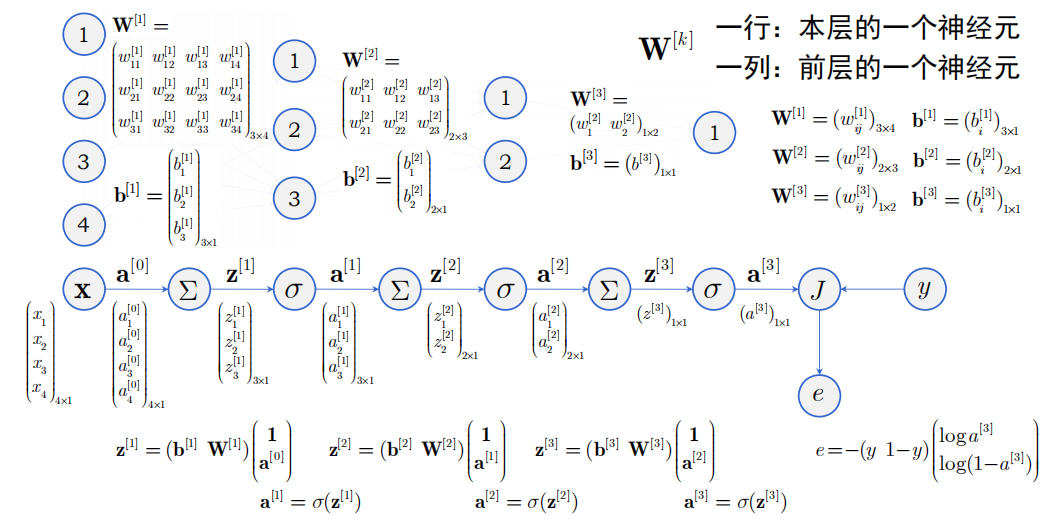 1
2
3
4
W^{[1]} =
(w_{11}^{[1]} w_{12}^{[1]} w_{13}^{[1]} w_{14}^{[1]}
w_{21}^{[1]} w_{22}^{[1]} w_{23}^{[1]} w_{24}^{[1]}
w_{31}^{[1]} w_{32}^{[1]} w_{33}^{[1]} w_{34}^{[1]})_{3×4}
b^{[1]} = (b_1^{[1]}
b_2^{[1]}
b_3^{[1]})_{3×1}
1
2
3
W^{[2]} =
(w_{11}^{[2]} w_{12}^{[2]} w_{13}^{[2]}
w_{21}^{[2]} w_{22}^{[2]} w_{23}^{[2]})_{2×3}
b^{[2]} = (b_1^{[2]}
b_2^{[2]})_{2×1}
1
2
W^{[3]} =
(w_1^{[3]} w_2^{[3]})_{1×2}
b^{[3]} = (b^{[3]})_{1×1}
1
W^{[k]}
一行：本层的一个神经元
一列：前层的一个神经元
W^{[1]} = (w_{ij}^{[1]})_{3×4} b^{[1]} = (b_i^{[1]})_{3×1}
W^{[2]} = (w_{ij}^{[2]})_{2×3} b^{[2]} = (b_i^{[2]})_{2×1}
W^{[3]} = (w_{ij}^{[3]})_{1×2} b^{[3]} = (b_i^{[3]})_{1×1}
x a^{[0]} Σ z^{[1]} σ a^{[1]} Σ z^{[2]} σ a^{[2]} Σ z^{[3]} σ a^{[3]} J y
(x_1
x_2
x_3
x_4)_{4×1}
(a_1^{[0]}
a_2^{[0]}
a_3^{[0]}
a_4^{[0]})_{4×1}
(z_1^{[1]}
z_2^{[1]}
z_3^{[1]})_{3×1}
(a_1^{[1]}
a_2^{[1]}
a_3^{[1]})_{3×1}
(z_1^{[2]}
z_2^{[2]})_{2×1}
(a_1^{[2]}
a_2^{[2]})_{2×1}
(z^{[3]})_{1×1}
(a^{[3]})_{1×1}
e
z^{[1]} = (b^{[1]} W^{[1]})(1
a^{[0]})
z^{[2]} = (b^{[2]} W^{[2]})(1
a^{[1]})
z^{[3]} = (b^{[3]} W^{[3]})(1
a^{[2]})
e=−(y 1−y)(log a^{[3]}
log(1−a^{[3]}))
a^{[1]} = σ(z^{[1]})
a^{[2]} = σ(z^{[2]})
a^{[3]} = σ(z^{[3]})